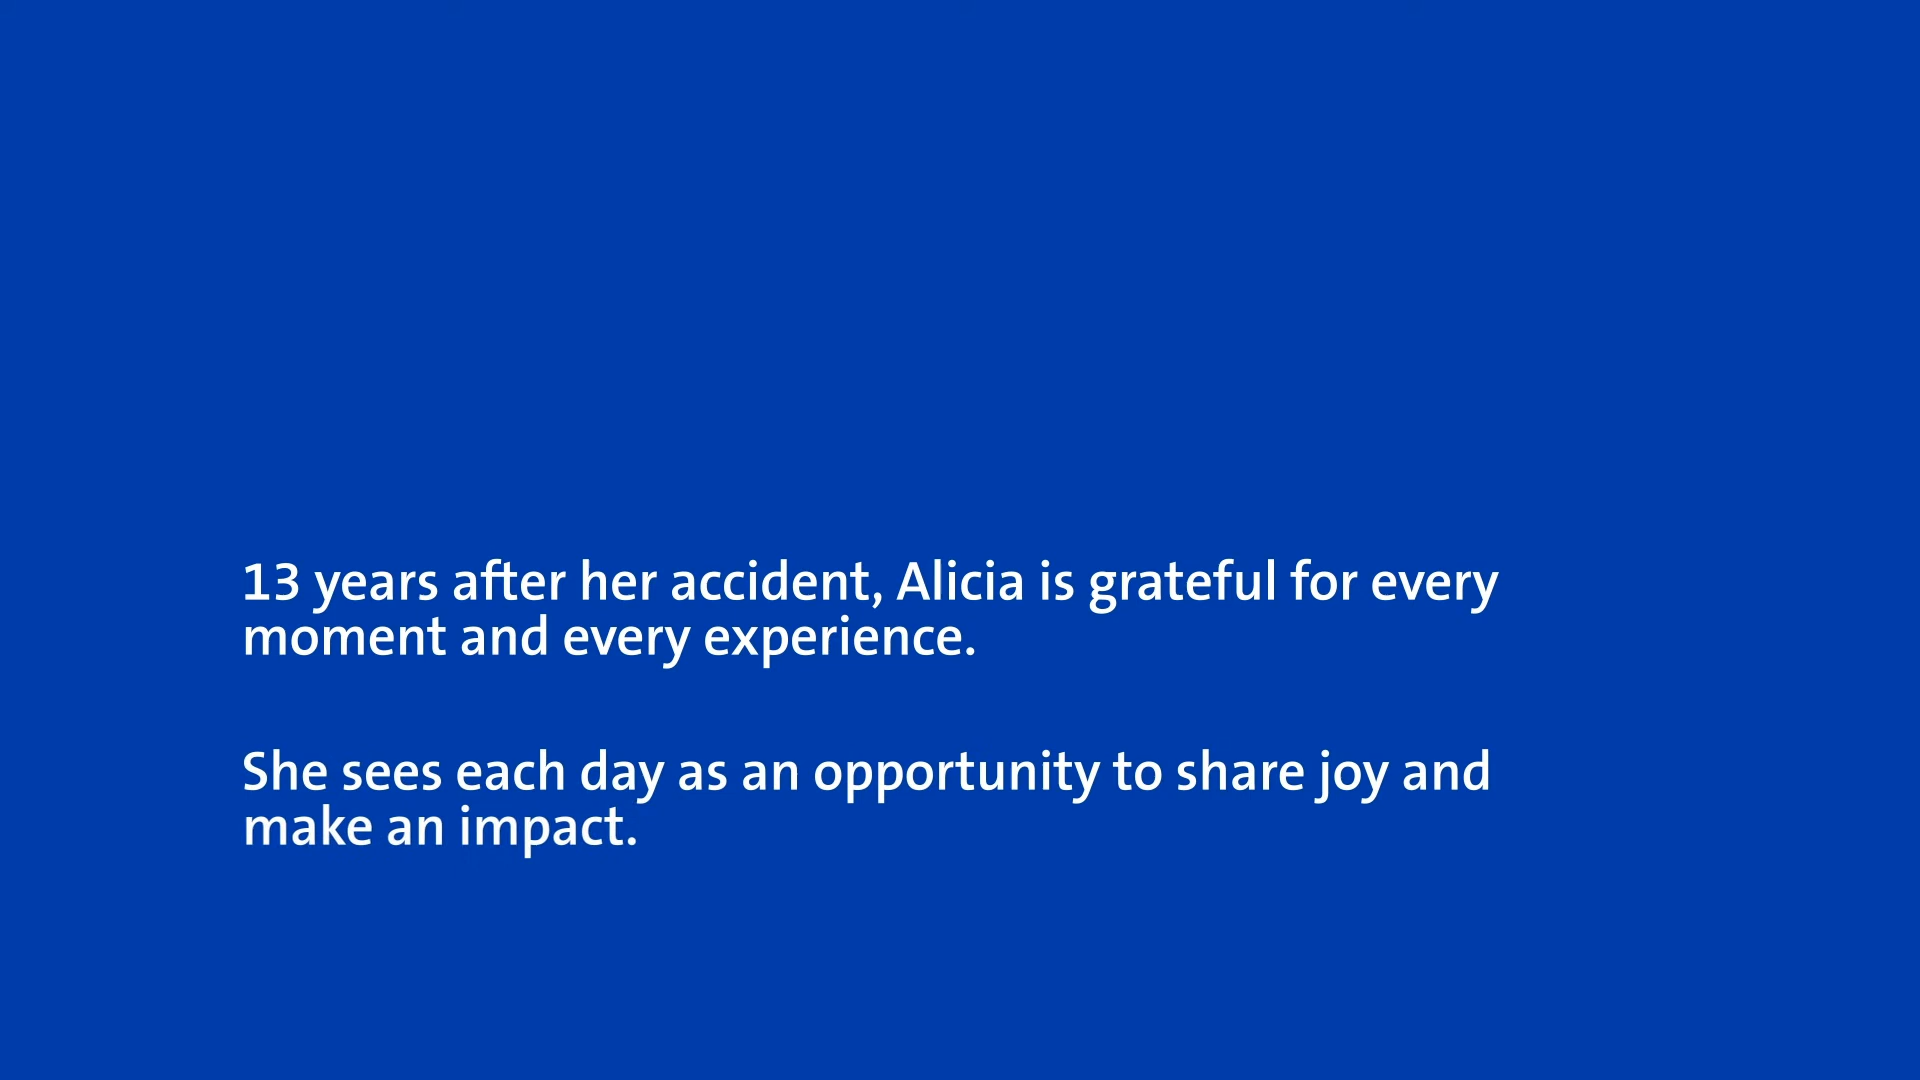 13 years after her accident, Alicia is grateful for every
moment and every experience.
She sees each day as an opportunity to share joy and
make an impact.